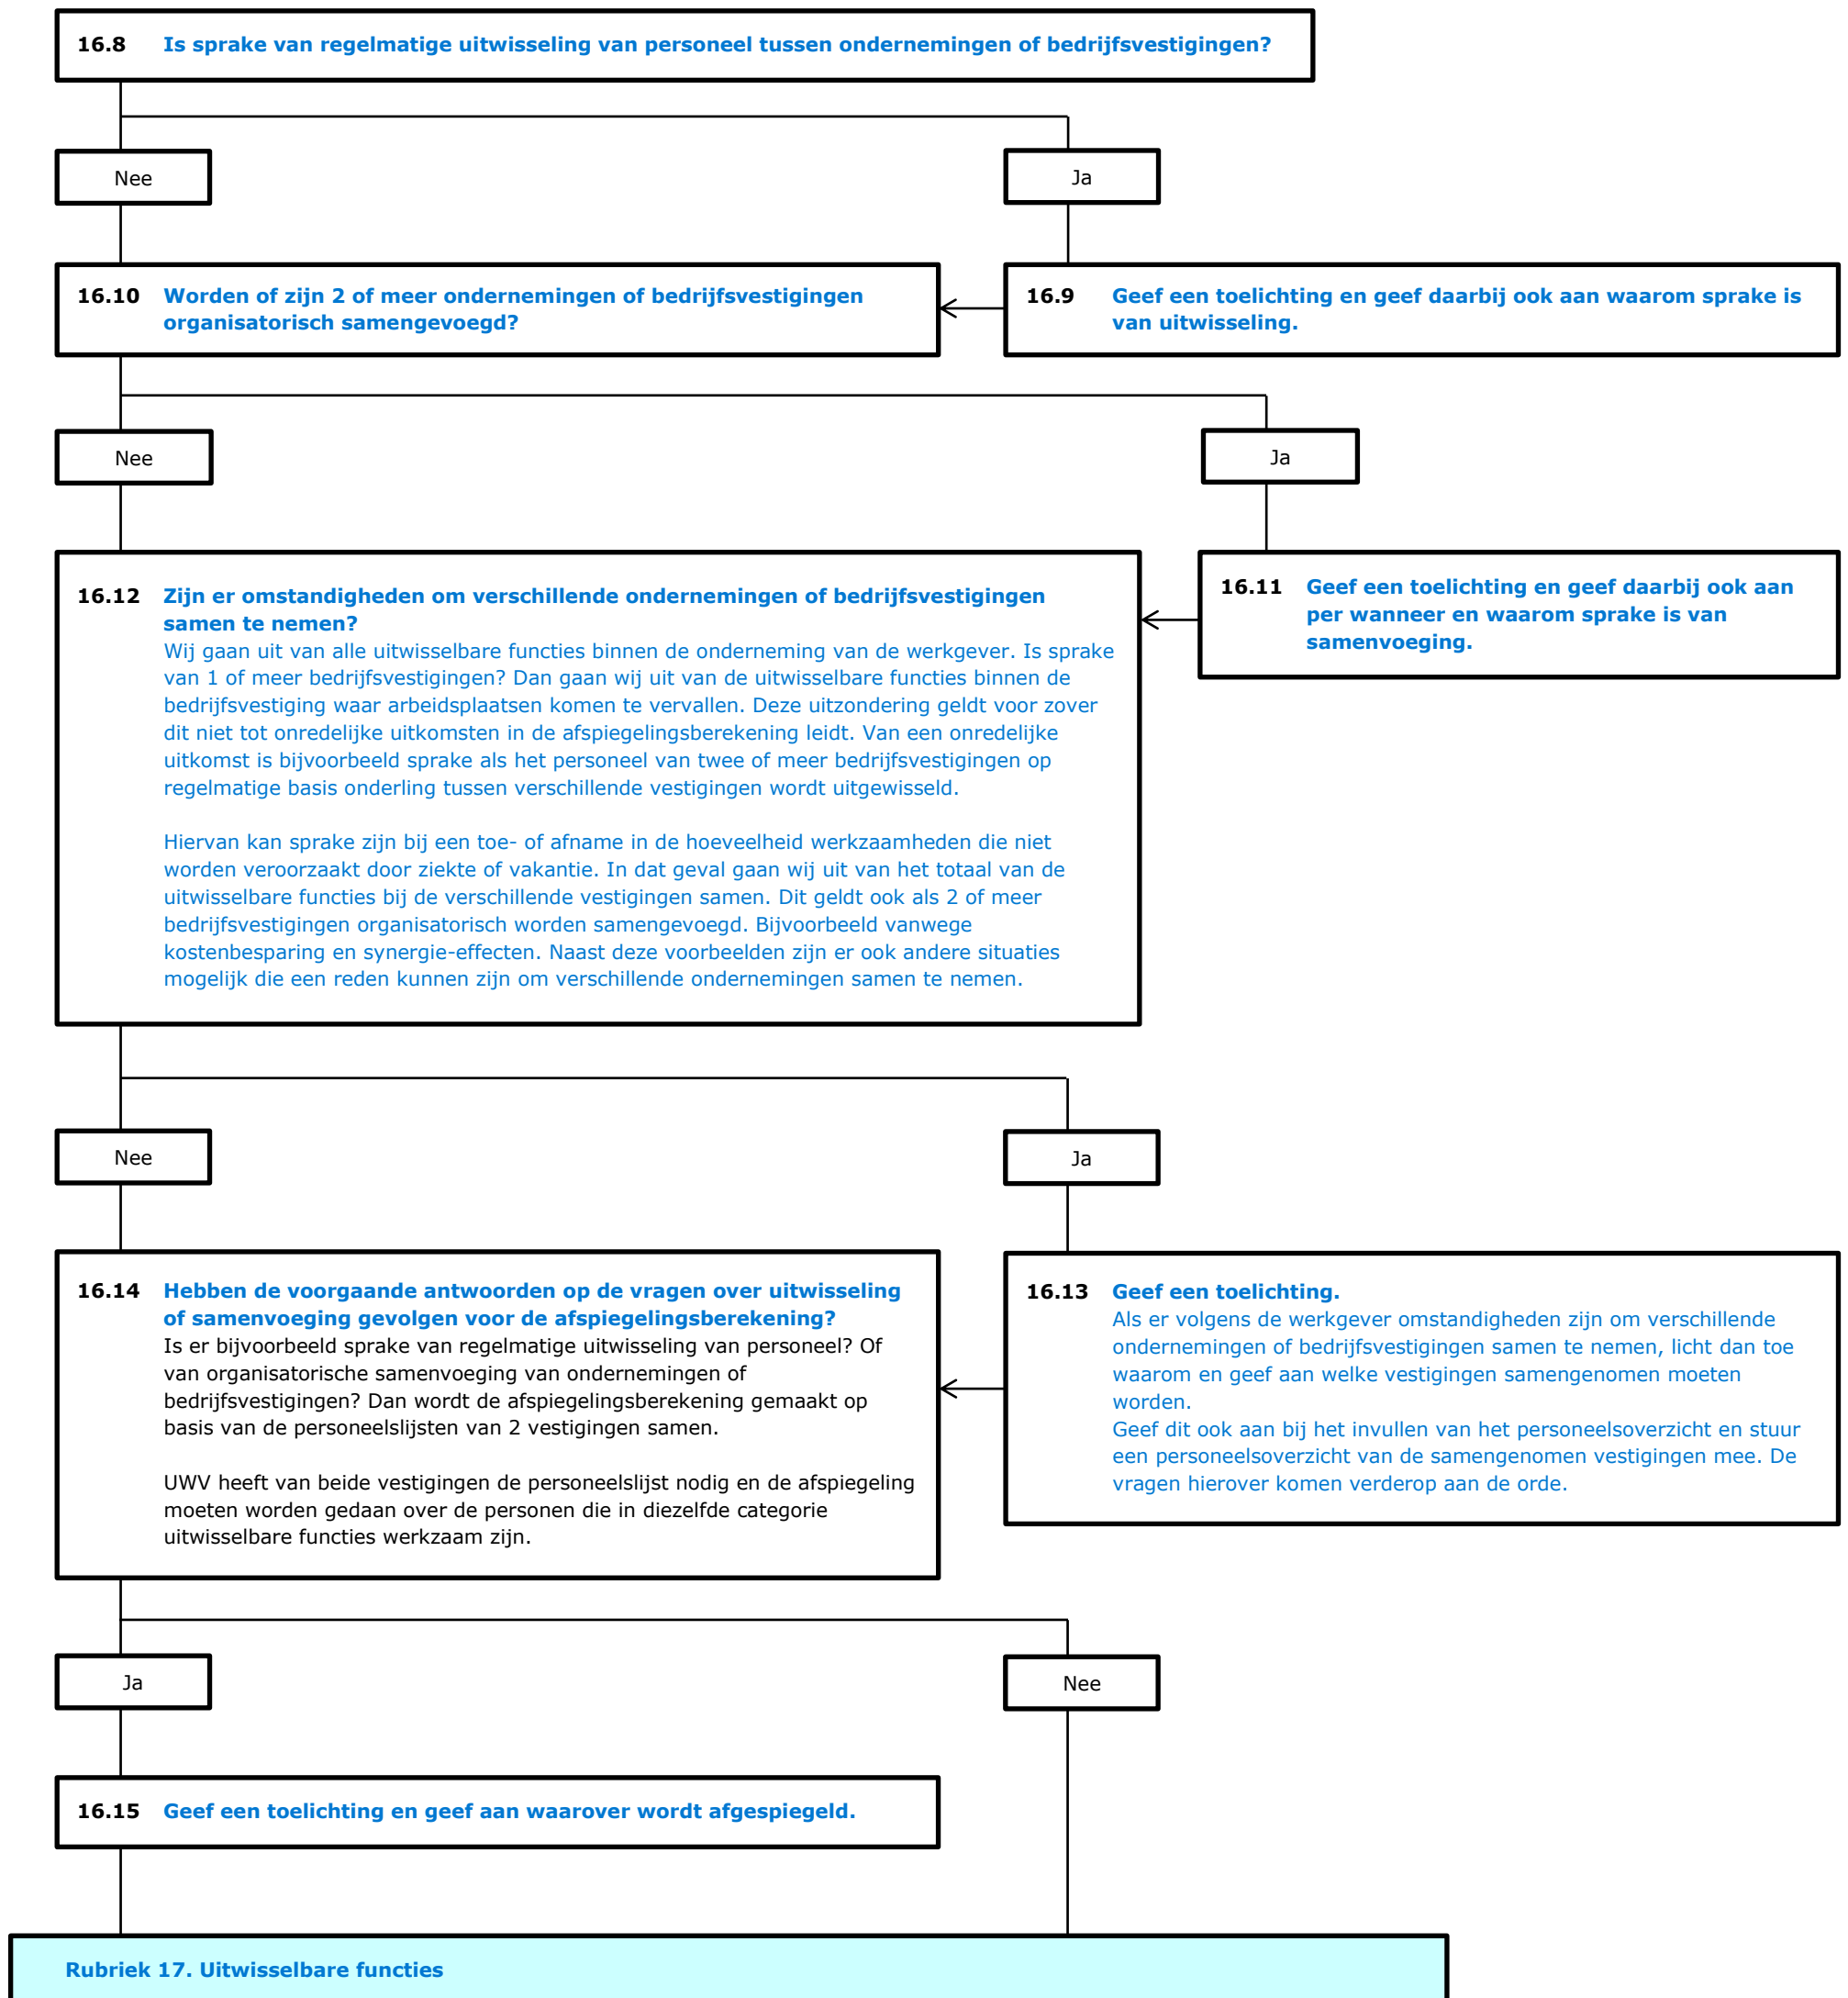 16.8 Is sprake van regelmatige uitwisseling van personeel tussen ondernemingen of bedrijfsvestigingen?
Nee
Ja
16.10 Worden of zijn 2 of meer ondernemingen of bedrijfsvestigingen
organisatorisch samengevoegd?
16.9 Geef een toelichting en geef daarbij ook aan waarom sprake is
van uitwisseling.
Nee
Ja
16.12 Zijn er omstandigheden om verschillende ondernemingen of bedrijfsvestigingen
samen te nemen?
Wij gaan uit van alle uitwisselbare functies binnen de onderneming van de werkgever. Is sprake
van 1 of meer bedrijfsvestigingen? Dan gaan wij uit van de uitwisselbare functies binnen de
bedrijfsvestiging waar arbeidsplaatsen komen te vervallen. Deze uitzondering geldt voor zover
dit niet tot onredelijke uitkomsten in de afspiegelingsberekening leidt. Van een onredelijke
uitkomst is bijvoorbeeld sprake als het personeel van twee of meer bedrijfsvestigingen op
regelmatige basis onderling tussen verschillende vestigingen wordt uitgewisseld.
Hiervan kan sprake zijn bij een toe- of afname in de hoeveelheid werkzaamheden die niet
worden veroorzaakt door ziekte of vakantie. In dat geval gaan wij uit van het totaal van de
uitwisselbare functies bij de verschillende vestigingen samen. Dit geldt ook als 2 of meer
bedrijfsvestigingen organisatorisch worden samengevoegd. Bijvoorbeeld vanwege
kostenbesparing en synergie-effecten. Naast deze voorbeelden zijn er ook andere situaties
mogelijk die een reden kunnen zijn om verschillende ondernemingen samen te nemen.
16.11 Geef een toelichting en geef daarbij ook aan
per wanneer en waarom sprake is van
samenvoeging.
Nee
Ja
16.14 Hebben de voorgaande antwoorden op de vragen over uitwisseling
of samenvoeging gevolgen voor de afspiegelingsberekening?
Is er bijvoorbeeld sprake van regelmatige uitwisseling van personeel? Of
van organisatorische samenvoeging van ondernemingen of
bedrijfsvestigingen? Dan wordt de afspiegelingsberekening gemaakt op
basis van de personeelslijsten van 2 vestigingen samen.
UWV heeft van beide vestigingen de personeelslijst nodig en de afspiegeling
moeten worden gedaan over de personen die in diezelfde categorie
uitwisselbare functies werkzaam zijn.
16.13 Geef een toelichting.
Als er volgens de werkgever omstandigheden zijn om verschillende
ondernemingen of bedrijfsvestigingen samen te nemen, licht dan toe
waarom en geef aan welke vestigingen samengenomen moeten
worden.
Geef dit ook aan bij het invullen van het personeelsoverzicht en stuur
een personeelsoverzicht van de samengenomen vestigingen mee. De
vragen hierover komen verderop aan de orde.
Ja
Nee
16.15 Geef een toelichting en geef aan waarover wordt afgespiegeld.
Rubriek 17. Uitwisselbare functies